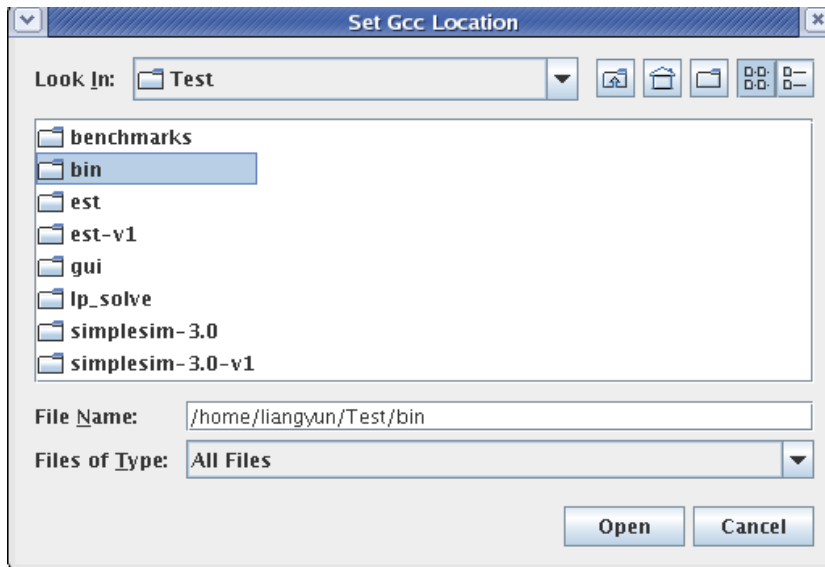 Set Gcc Location
Look In: Test
benchmarks
bin
est
est-v1
gui
lp_solve
simplesim-3.0
simplesim-3.0-v1
File Name: /home/liangyun/Test/bin
Files of Type: All Files
Open Cancel